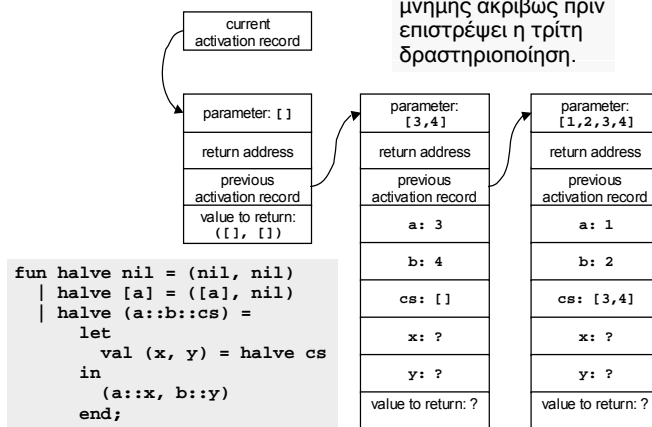 μνήμης ακριβώς πριν
επιστρέψει η τρίτη
δραστηριοποίηση.
current
activation record
parameter: []
return address
previous
activation record
value to return:
([], [])
parameter:
[3,4]
return address
previous
activation record
a: 3
b: 4
cs: []
x: ?
y: ?
value to return: ?
parameter:
[1,2,3,4]
return address
previous
activation record
a: 1
b: 2
cs: [3,4]
x: ?
y: ?
value to return: ?
fun halve nil = (nil, nil)
| halve [a] = ([a], nil)
| halve (a::b::cs) =
let
val (x, y) = halve cs
in
(a::x, b::y)
end;